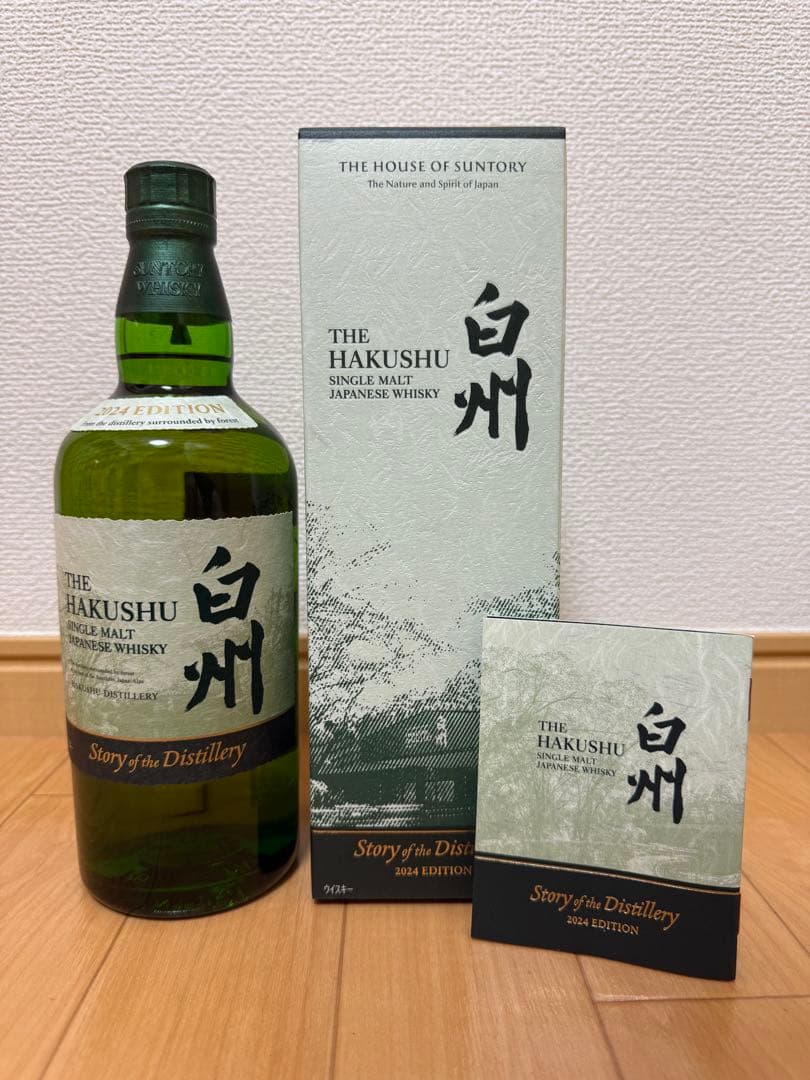 SUNTORY
WHISKY
2024 EDITION
From the distillery surrounded by forest
THE
HAKUSHU
SINGLE MALT
JAPANESE WHISKY
白州
HAKUSHU DISTILLERY
Story of the Distillery
THE HOUSE OF SUNTORY
The Nature and Spirit of Japan
THE
HAKUSHU
SINGLE MALT
JAPANESE WHISKY
白州
Story of the
2024 EDITION
ウイスキー
THE
HAKUSHU
SINGLE MALT
JAPANESE WHISKY
白州
Story of the Distillery
2024 EDITION